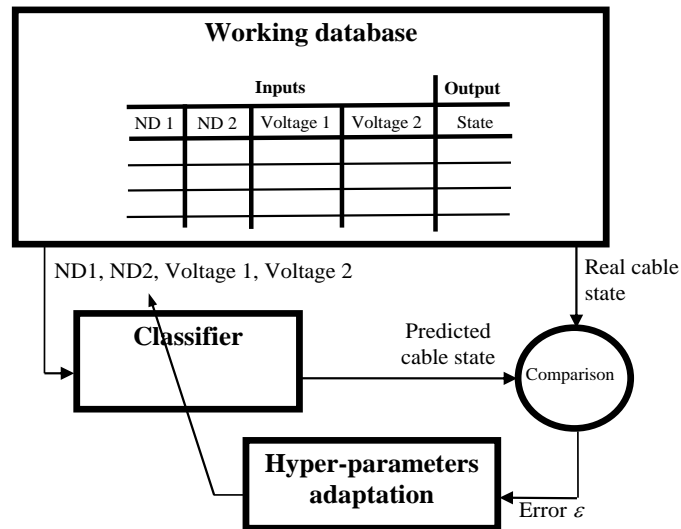 Working database
Inputs Output
ND 1 ND 2 Voltage 1 Voltage 2 State
ND1, ND2, Voltage 1, Voltage 2
Real cable
state
Classifier
Predicted
cable state
Comparison
Hyper-parameters
adaptation
Error ε